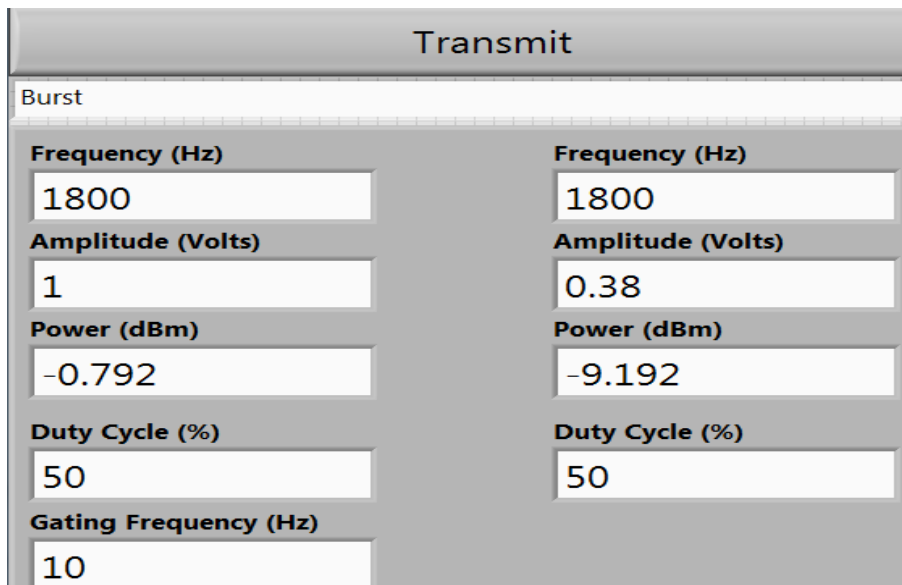 Transmit
Burst
Frequency (Hz) Frequency (Hz)
1800 1800
Amplitude (Volts) Amplitude (Volts)
1 0.38
Power (dBm) Power (dBm)
-0.792 -9.192
Duty Cycle (%) Duty Cycle (%)
50 50
Gating Frequency (Hz)
10